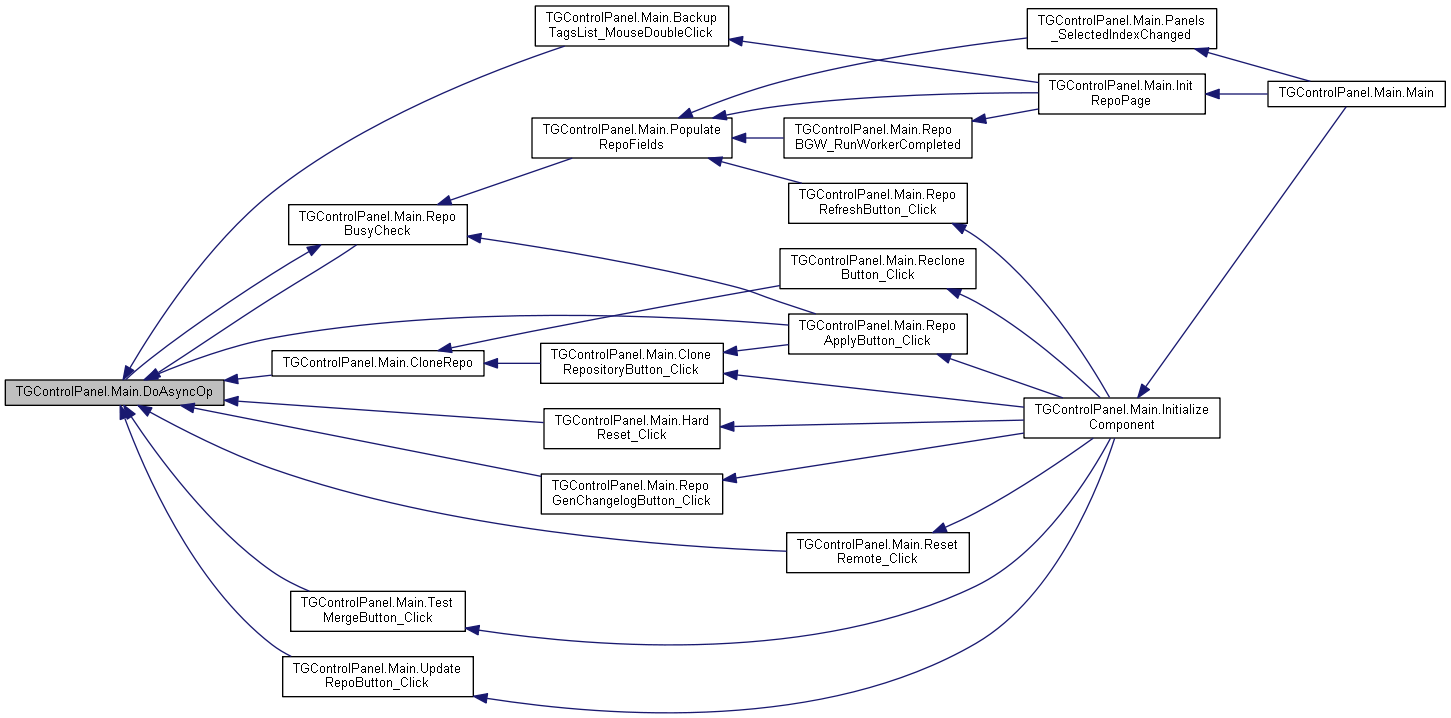 TGControlPanel.Main.Backup
TagsList_MouseDoubleClick
TGControlPanel.Main.Panels
_SelectedIndexChanged
TGControlPanel.Main.Init
RepoPage
TGControlPanel.Main.Main
TGControlPanel.Main.Populate
RepoFields
TGControlPanel.Main.Repo
BGW_RunWorkerCompleted
TGControlPanel.Main.Repo
RefreshButton_Click
TGControlPanel.Main.Repo
BusyCheck
TGControlPanel.Main.Reclone
Button_Click
TGControlPanel.Main.Repo
ApplyButton_Click
TGControlPanel.Main.CloneRepo
TGControlPanel.Main.Clone
RepositoryButton_Click
TGControlPanel.Main.DoAsyncOp
TGControlPanel.Main.Hard
Reset_Click
TGControlPanel.Main.Initialize
Component
TGControlPanel.Main.Repo
GenChangelogButton_Click
TGControlPanel.Main.Reset
Remote_Click
TGControlPanel.Main.Test
MergeButton_Click
TGControlPanel.Main.Update
RepoButton_Click